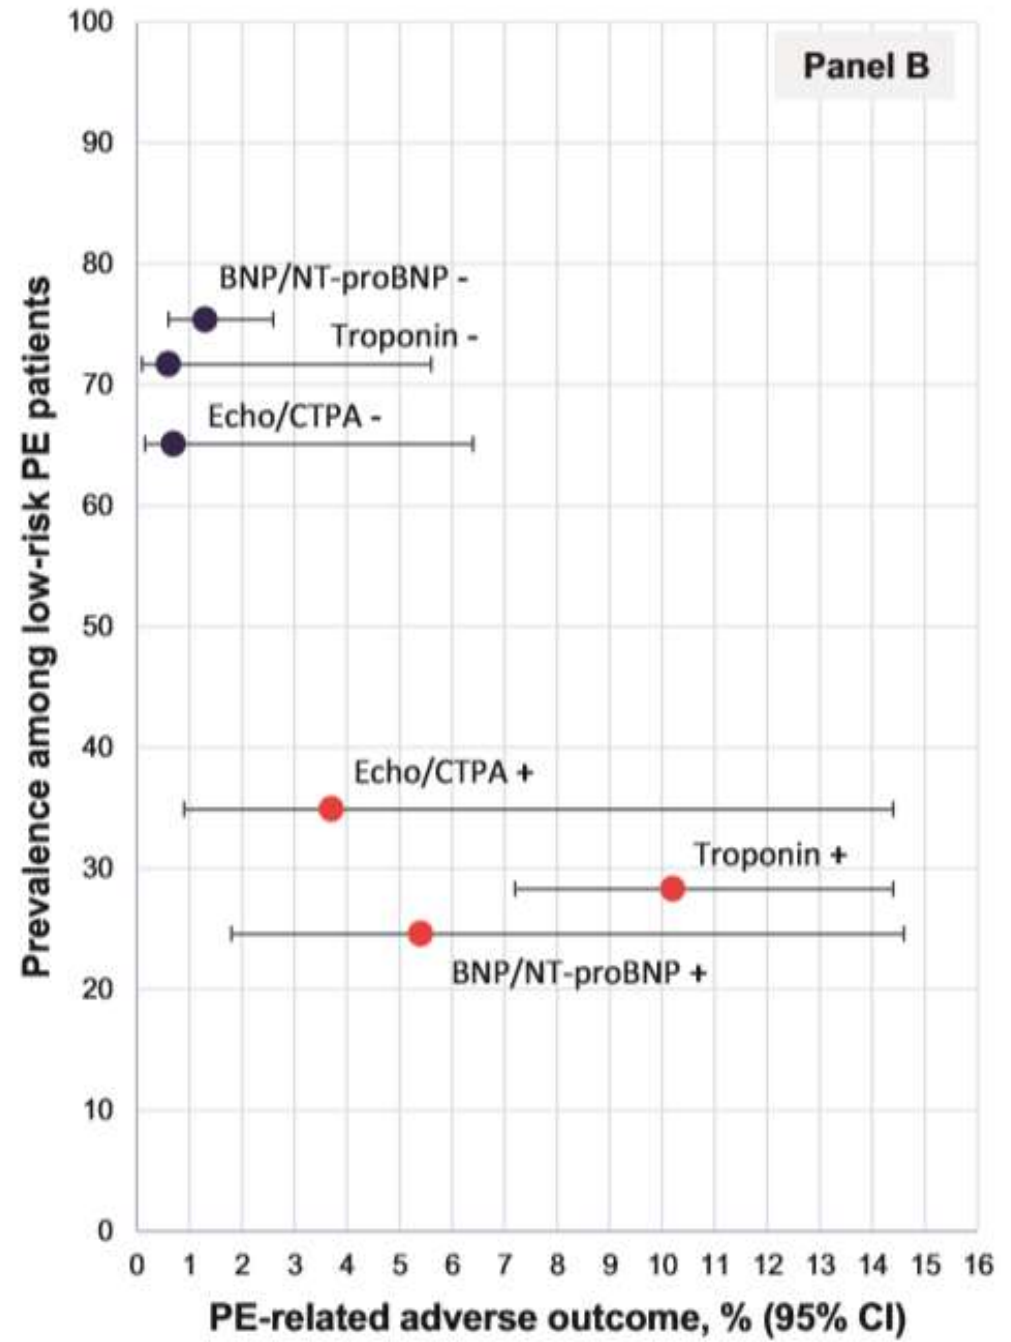 Panel B
Prevalence among low-risk PE patients
100
90
80
70
60
50
40
30
20
10
0
BNP/NT-proBNP -
Troponin -
Echo/CTPA -
Echo/CTPA +
Troponin +
BNP/NT-proBNP +
0 1 2 3 4 5 6 7 8 9 10 11 12 13 14 15 16
PE-related adverse outcome, % (95% CI)